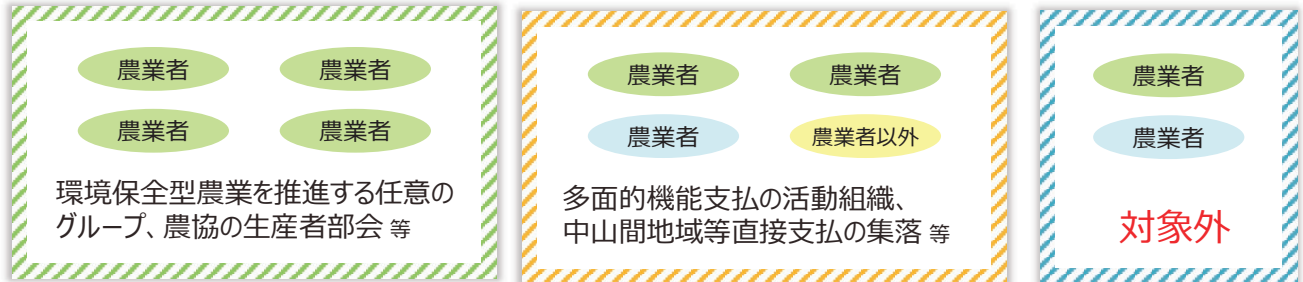 農業者 農業者
農業者 農業者
環境保全型農業を推進する任意の
グループ、農協の生産者部会 等
農業者 農業者
農業者 農業者以外
多面的機能支払の活動組織、
中山間地域等直接支払の集落 等
農業者
農業者
対象外